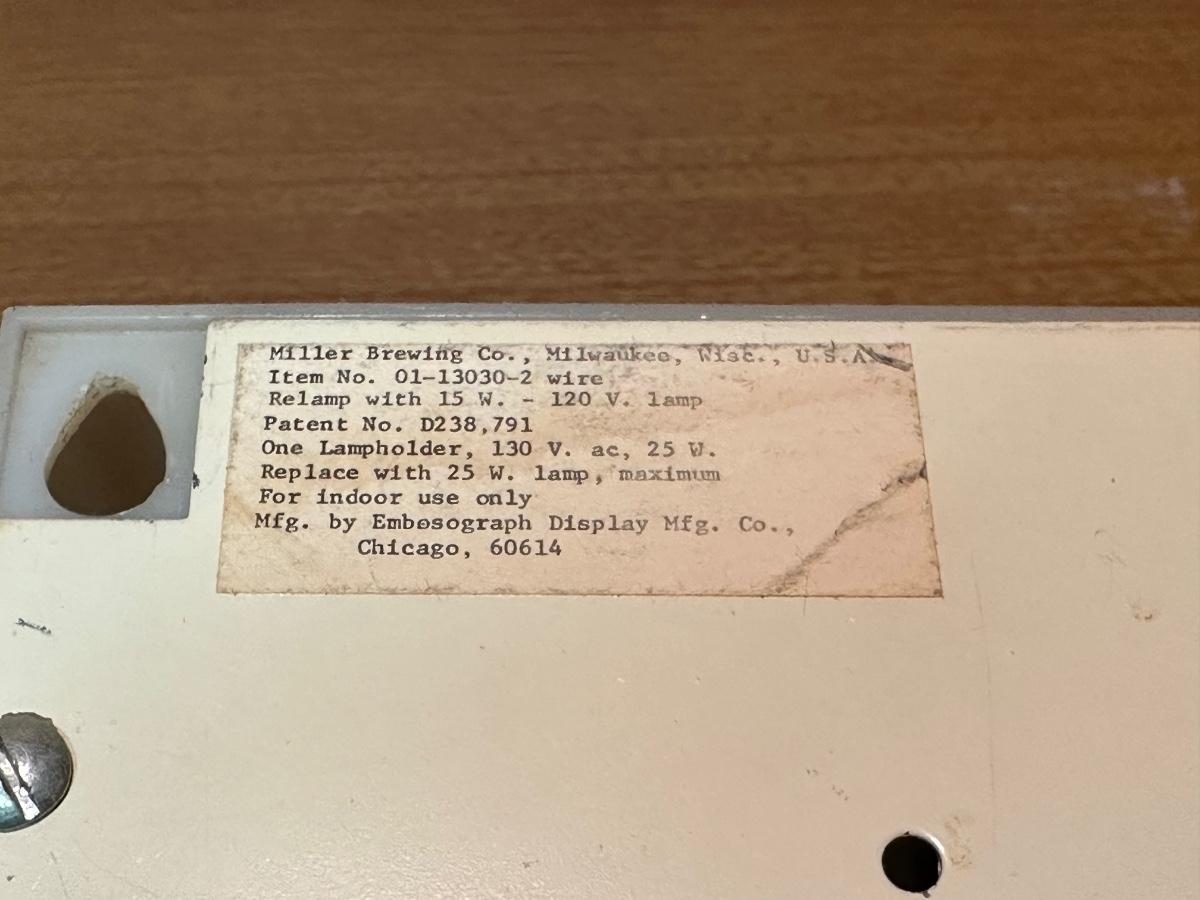 Miller Brewing Co., Milwaukee, Wisc., U.S.A.
Item No. 01-13030-2 wire
Relamp with 15 W. - 120 V. lamp
Patent No. D238,791
One Lampholder, 130 V. ac, 25 W.
Replace with 25 W. lamp, maximum
For indoor use only
Mfg. by Embosograph Display Mfg. Co.,
Chicago, 60614